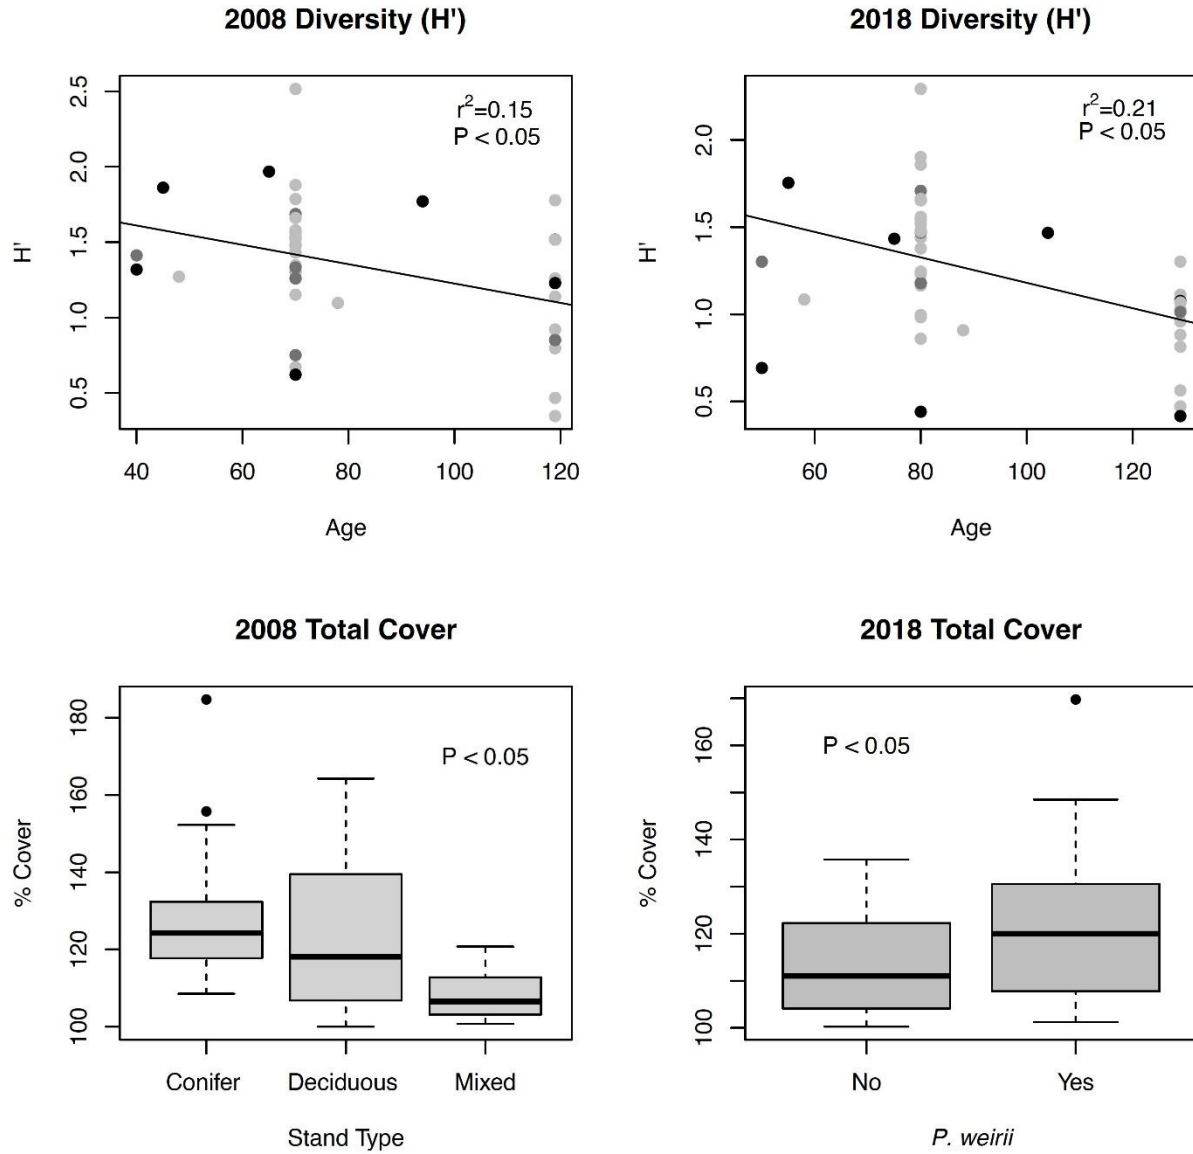 2008 Diversity (H')
r²=0.15
P < 0.05
H'
0.5 1.0 1.5 2.0 2.5
40 60 80 100 120
Age
2018 Diversity (H')
r²=0.21
P < 0.05
H'
0.5 1.0 1.5 2.0
60 80 100 120
Age
2008 Total Cover
P < 0.05
% Cover
100 120 140 160 180
Conifer Deciduous Mixed
Stand Type
2018 Total Cover
P < 0.05
% Cover
100 120 140 160
No Yes
P. weirii